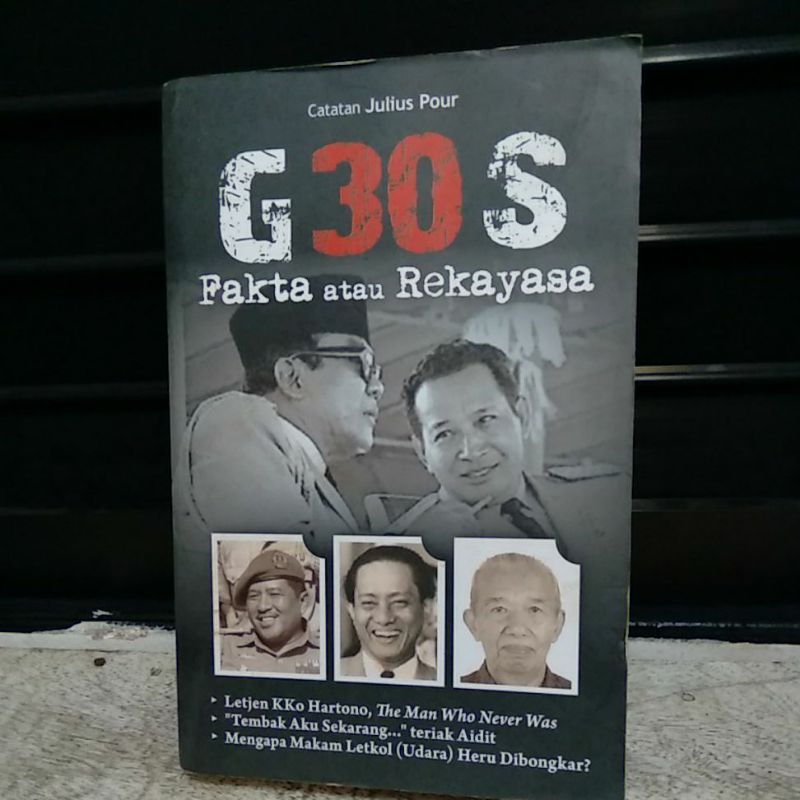 Catatan Julius Pour
G30S
Fakta atau Rekayasa
Letjen KKo Hartono, The Man Who Never Was
"Tembak Aku Sekarang..." teriak Aidit
Mengapa Makam Letkol (Udara) Heru Dibongkar?